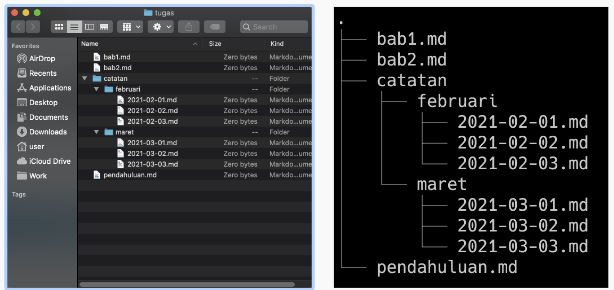 tugas
Search
Favorites
AirDrop
Recents
Applications
Desktop
Documents
Downloads
user
iCloud Drive
Work
Tags
Name Size Kind
bab1.md Zero bytes Markdo...ume
bab2.md Zero bytes Markdo...ume
catatan -- Folder
februari -- Folder
2021-02-01.md Zero bytes Markdo...ume
2021-02-02.md Zero bytes Markdo...ume
2021-02-03.md Zero bytes Markdo...ume
maret -- Folder
2021-03-01.md Zero bytes Markdo...ume
2021-03-02.md Zero bytes Markdo...ume
2021-03-03.md Zero bytes Markdo...ume
pendahuluan.md Zero bytes Markdo...ume
.
├── bab1.md
├── bab2.md
├── catatan
│   ├── februari
│   │   ├── 2021-02-01.md
│   │   ├── 2021-02-02.md
│   │   └── 2021-02-03.md
│   └── maret
│       ├── 2021-03-01.md
│       ├── 2021-03-02.md
│       └── 2021-03-03.md
└── pendahuluan.md